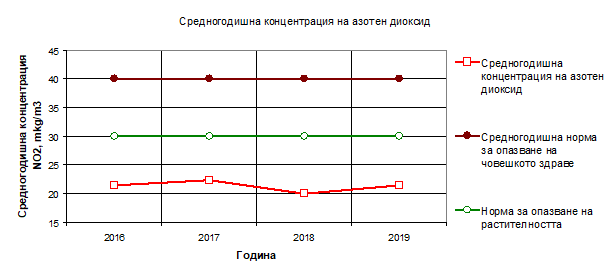 Средногодишна концентрация на азотен диоксид
Средногодишна концентрация
NO2, mkg/m3
45
40
35
30
25
20
15
2016
2017
2018
2019
Година
Средногодишна
концентрация на азотен
диоксид
Средногодишна норма
за опазване на
човешкото здраве
Норма за опазване на
растителността